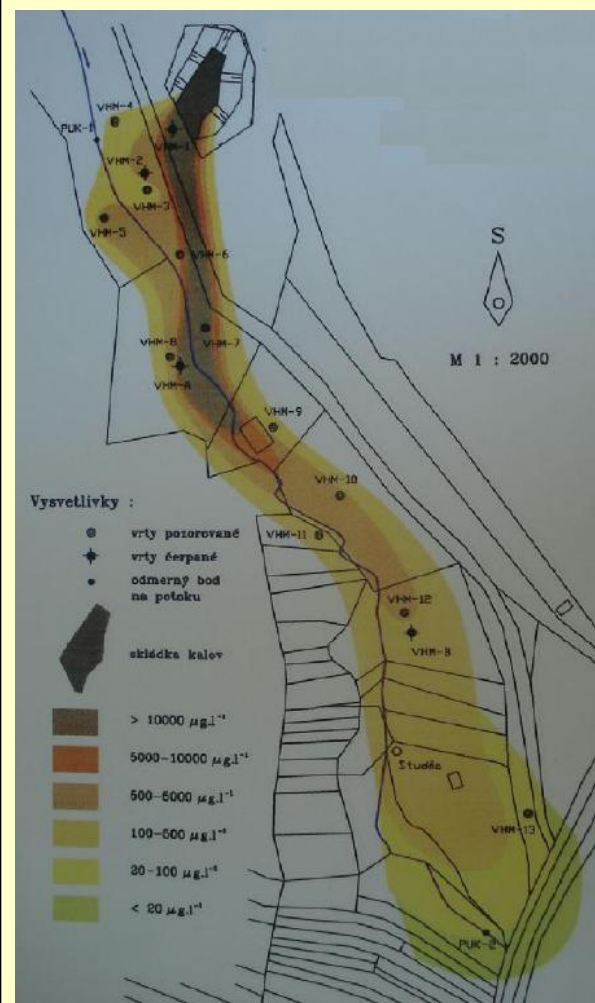 VHM-4
PUK-1
VHM-1
VHM-2
VHM-3
VHM-5
VHM-6
S
VHM-7
VHM-8
VHM-A
M 1 : 2000
VHM-9
VHM-10
Vysvetlivky :
vrty pozorované
VHM-11
vrty čerpané
odmerný bod
na potoku
VHM-12
VHM-B
skládka kalov
> 10000 μg.l⁻¹
5000-10000 μg.l⁻¹
Studňa
500-5000 μg.l⁻¹
100-500 μg.l⁻¹
VHM-13
20-100 μg.l⁻¹
< 20 μg.l⁻¹
PUK-2